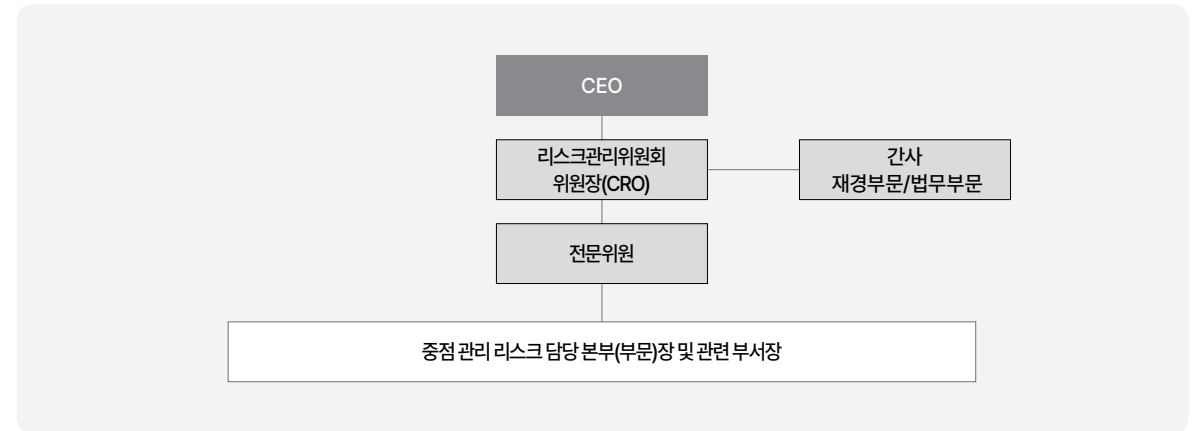 CEO
리스크관리위원회
위원장(CRO)
간사
재경부문/법무부문
전문위원
중점 관리 리스크 담당 본부(부문)장 및 관련 부서장